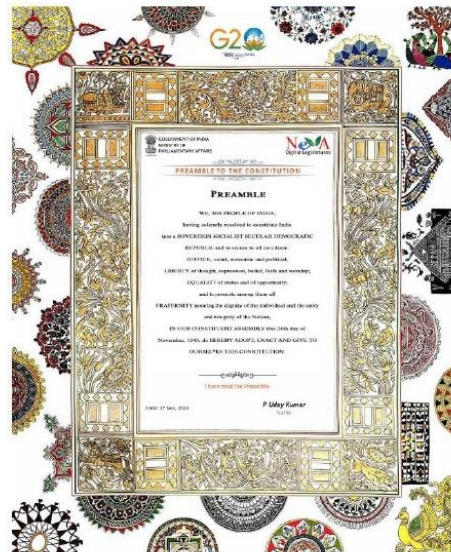 G20
GOVERNMENT OF INDIA
MINISTRY OF
PARLIAMENTARY AFFAIRS
NeVA
Digital Legislatures
PREAMBLE TO THE CONSTITUTION
PREAMBLE
WE, THE PEOPLE OF INDIA,
having solemnly resolved to constitute India
into a SOVEREIGN SOCIALIST SECULAR DEMOCRATIC
REPUBLIC and to secure to all its citizens
JUSTICE, social, economic and political;
LIBERTY of thought, expression, belief, faith and worship;
EQUALITY of status and of opportunity;
and to promote among them all
FRATERNITY assuring the dignity of the individual and the unity
and integrity of the Nation;
IN OUR CONSTITUENT ASSEMBLY this 26th day of
November, 1949, do HEREBY ADOPT, ENACT AND GIVE TO
OURSELVES THIS CONSTITUTION
I have read the Preamble.
P Uday Kumar